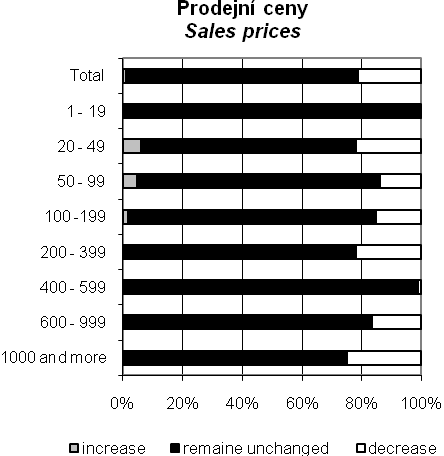 Prodejní ceny
Sales prices
Total
1 - 19
20 - 49
50 - 99
100 -199
200 - 399
400 - 599
600 - 999
1000 and more
0% 20% 40% 60% 80% 100%
increase remaine unchanged decrease